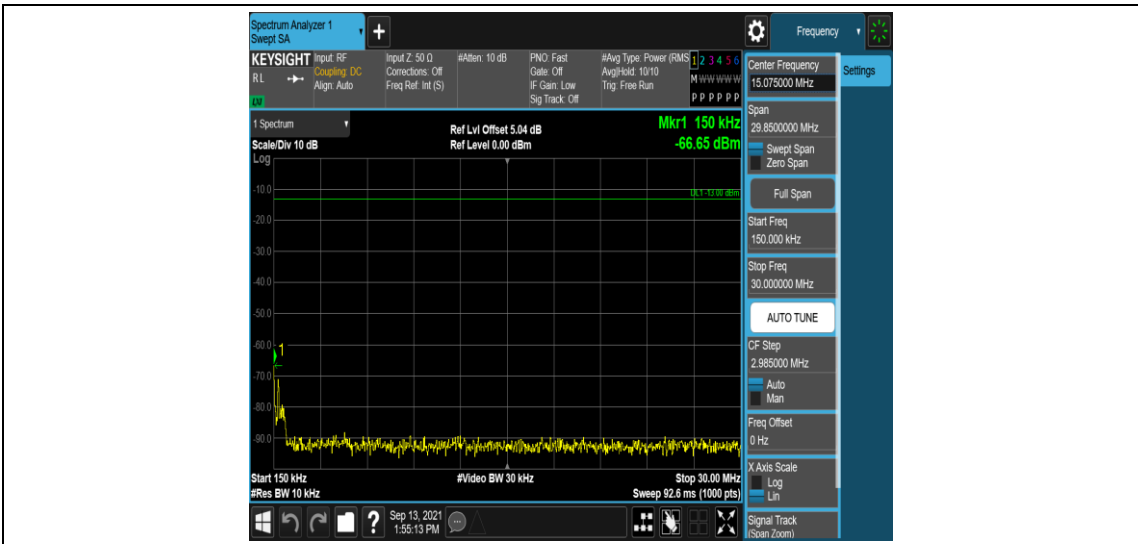 Spectrum Analyzer 1
Swept SA
+
Frequency
KEYSIGHT
RL
LXI
Input: RF
Coupling: DC
Align: Auto
Input Z: 50 Ω
Corrections: Off
Freq Ref: Int (S)
#Atten: 10 dB
PNO: Fast
Gate: Off
IF Gain: Low
Sig Track: Off
#Avg Type: Power (RMS
Avg|Hold: 10/10
Trig: Free Run
1 2 3 4 5 6
M W W W W W
P P P P P P
Center Frequency
15.075000 MHz
Settings
Span
29.8500000 MHz
Swept Span
Zero Span
Full Span
Start Freq
150.000 kHz
Stop Freq
30.000000 MHz
AUTO TUNE
CF Step
2.985000 MHz
Auto
Man
Freq Offset
0 Hz
X Axis Scale
Log
Lin
Signal Track
(Span Zoom)
1 Spectrum
Scale/Div 10 dB
Log
Ref Lvl Offset 5.04 dB
Ref Level 0.00 dBm
Mkr1 150 kHz
-66.65 dBm
DL1 -13.00 dBm
-10.0
-20.0
-30.0
-40.0
-50.0
-60.0
1
-70.0
-80.0
-90.0
Start 150 kHz
#Res BW 10 kHz
#Video BW 30 kHz
Stop 30.00 MHz
Sweep 92.6 ms (1000 pts)
?
Sep 13, 2021
1:55:13 PM